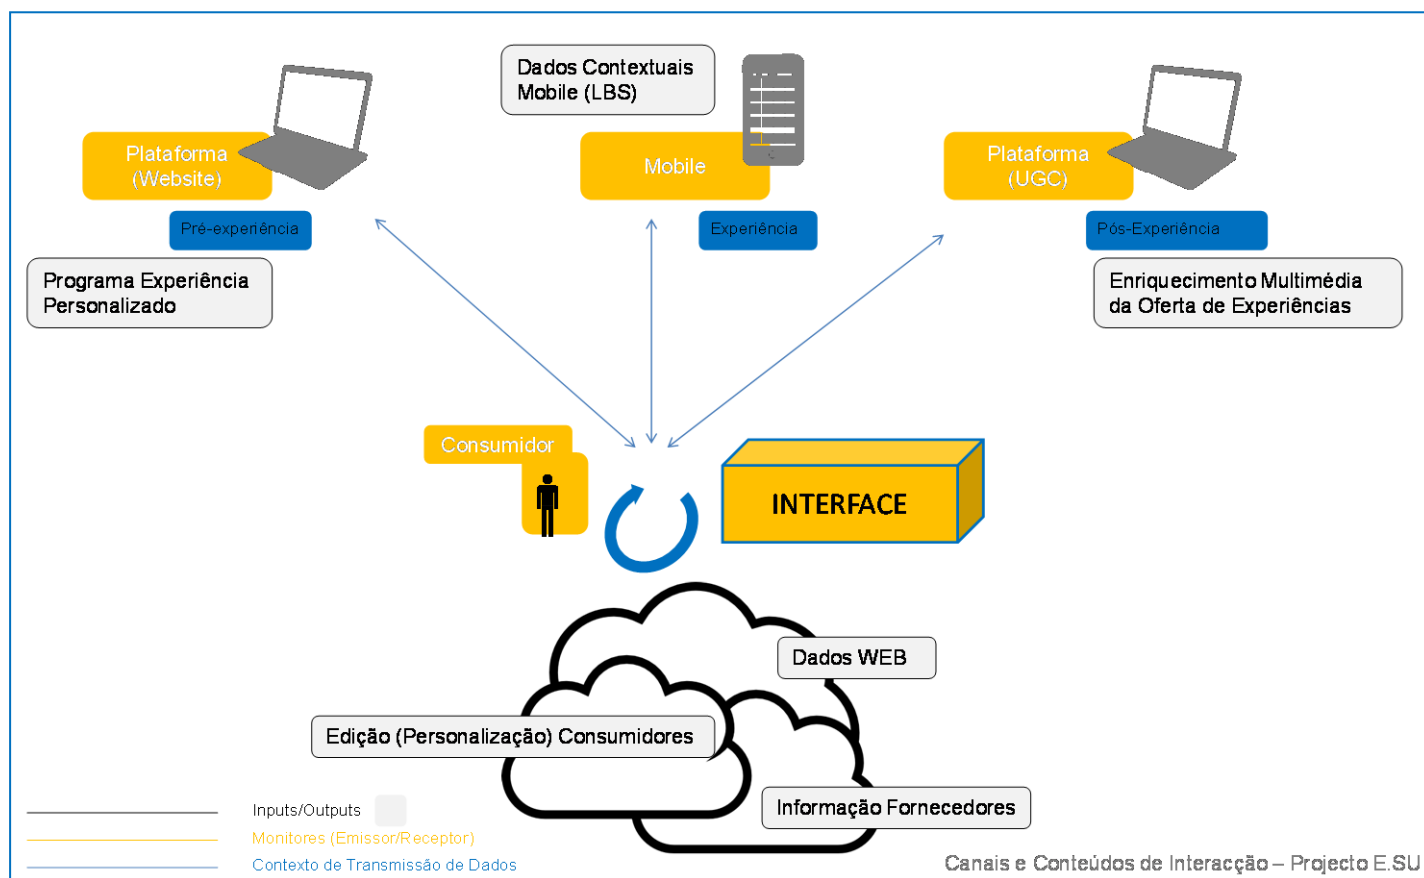 Dados Contextuais
Mobile (LBS)
Plataforma
(Website)
Mobile
Plataforma
(UGC)
Pré-experiência
Experiência
Pós-Experiência
Programa Experiência
Personalizado
Enriquecimento Multimédia
da Oferta de Experiências
Consumidor
INTERFACE
Dados WEB
Edição (Personalização) Consumidores
Informação Fornecedores
Inputs/Outputs
Monitores (Emissor/Receptor)
Contexto de Transmissão de Dados
Canais e Conteúdos de Interacção – Projecto E.SU